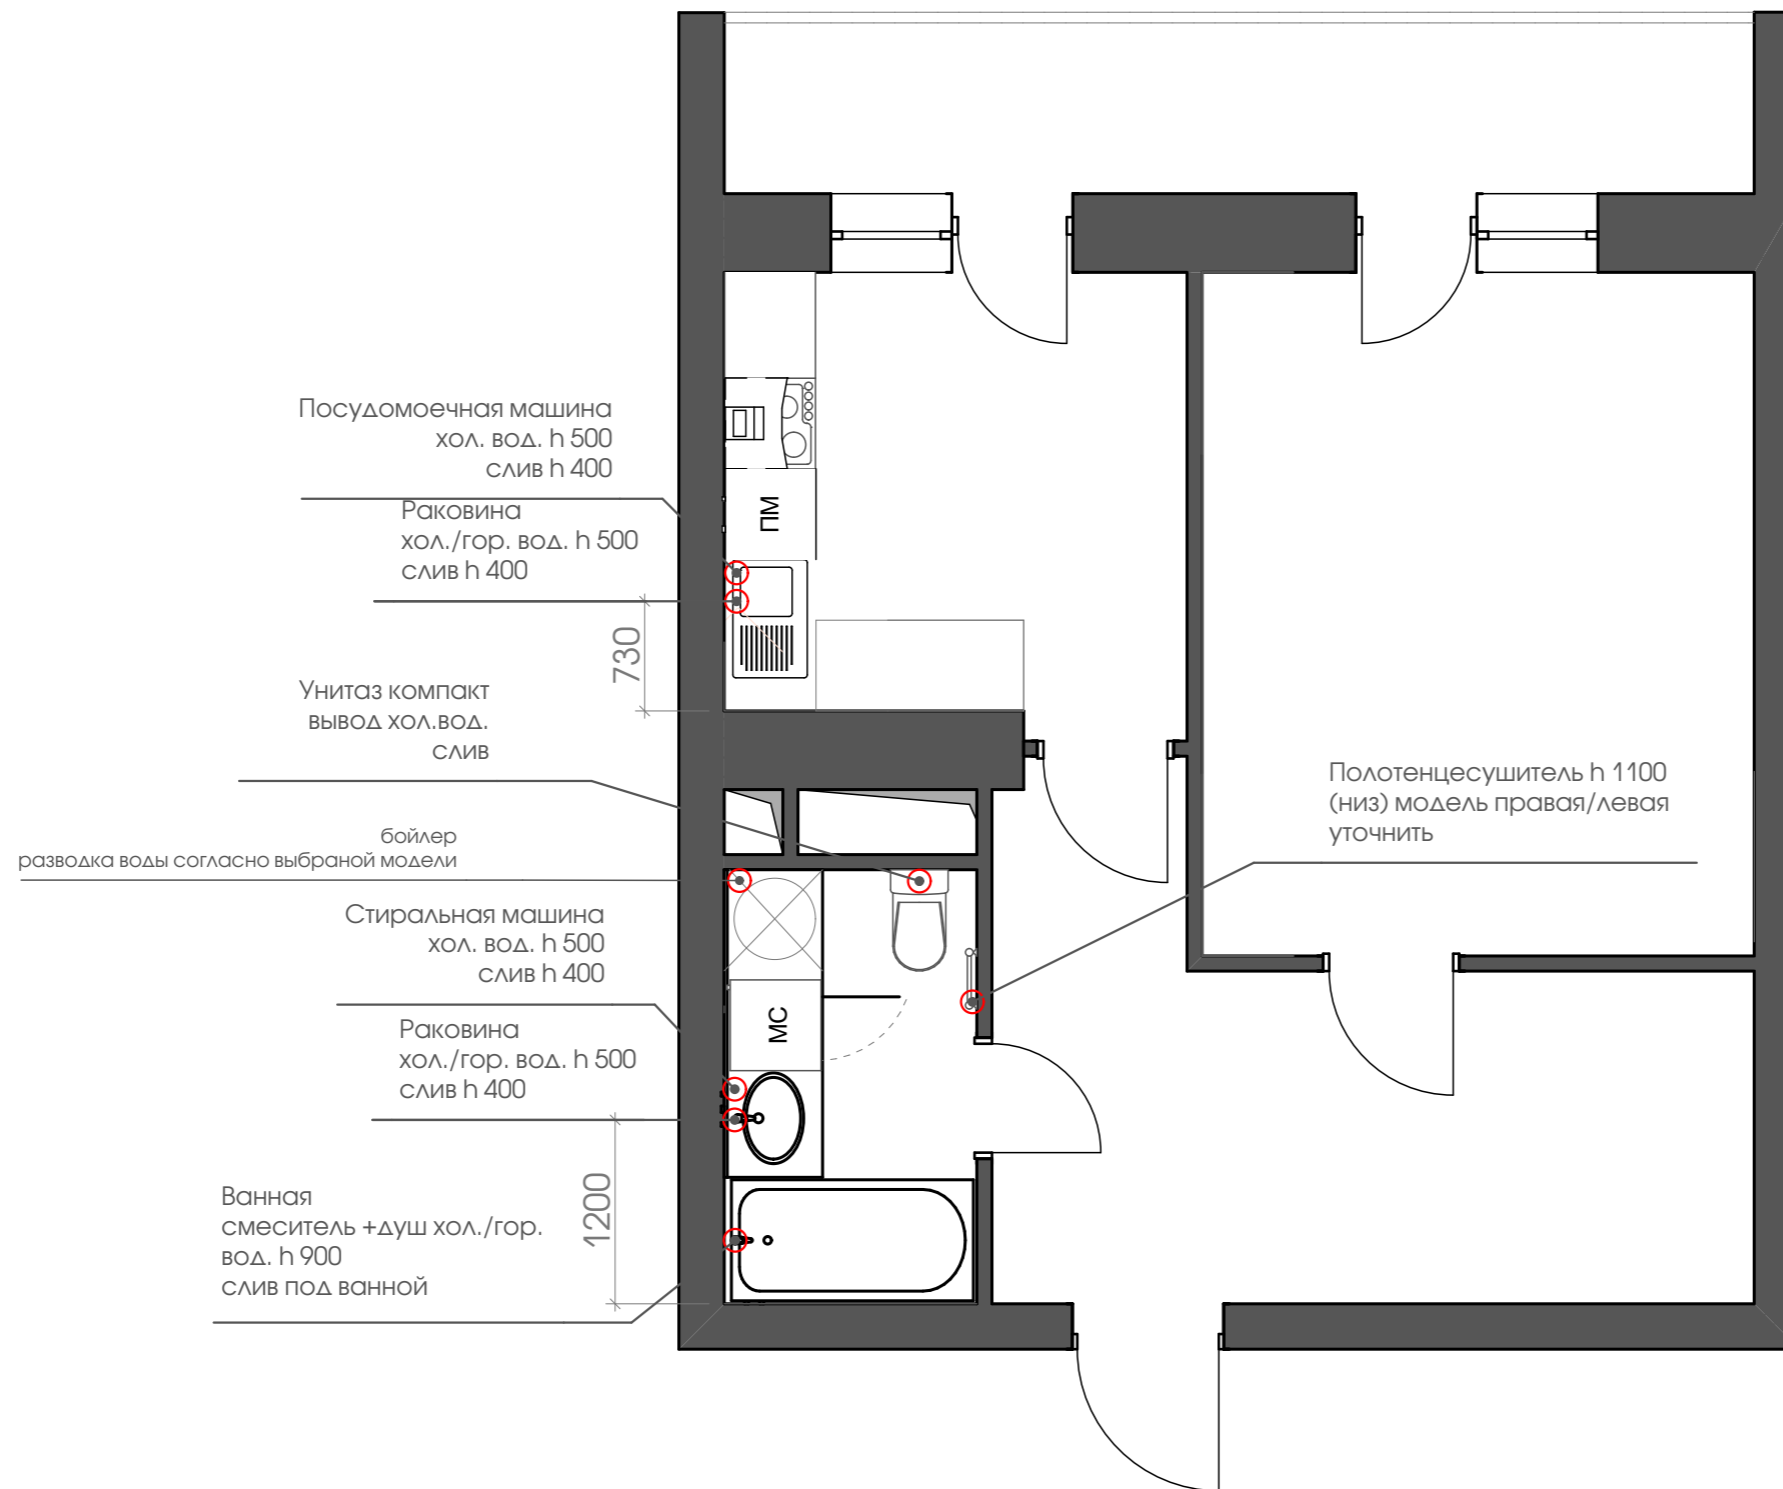 Посудомоечная машина
хол. вод. h 500
слив h 400
Раковина
хол./гор. вод. h 500
слив h 400
ПМ
730
Унитаз компакт
вывод хол.вод.
слив
Полотенцесушитель h 1100
(низ) модель правая/левая
уточнить
бойлер
разводка воды согласно выбраной модели
Стиральная машина
хол. вод. h 500
слив h 400
МС
Раковина
хол./гор. вод. h 500
слив h 400
1200
Ванная
смеситель +душ хол./гор.
вод. h 900
слив под ванной